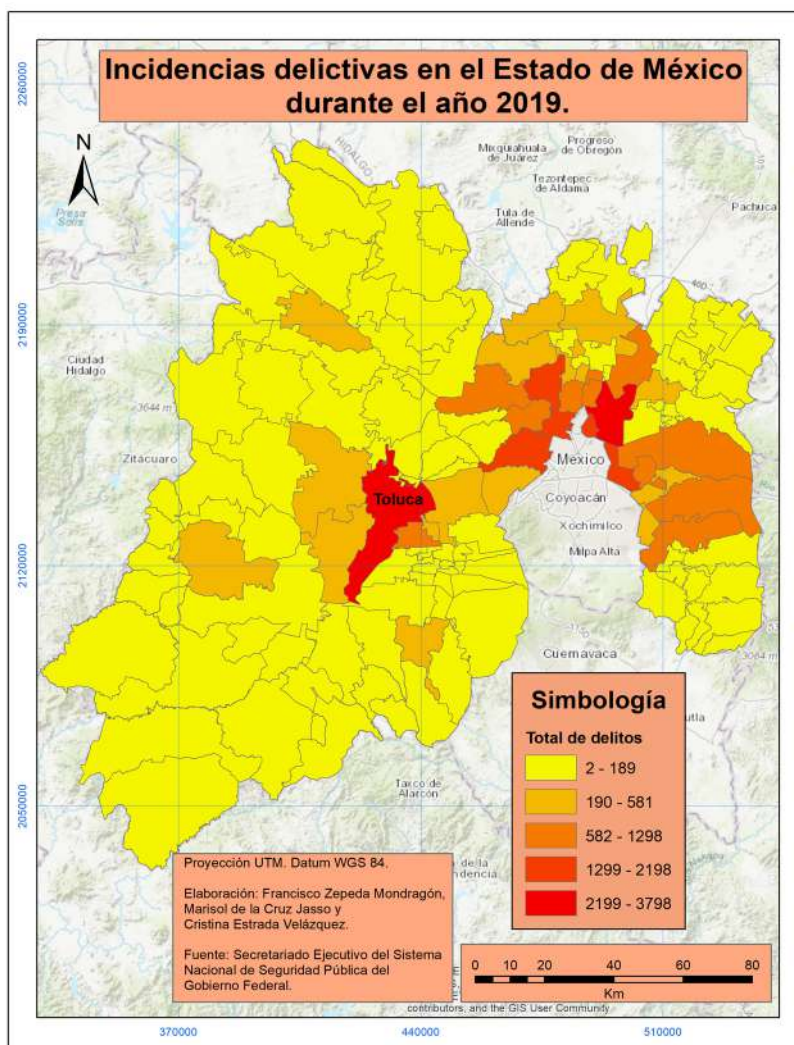 Incidencias delictivas en el Estado de México
durante el año 2019.
2260000
2190000
2120000
2050000
N
HIDALGO
Mixquiahuala
de Juárez
Progreso
de Obregón
Tezontepec
de Aldama
Tula de
Allende
Pachuca
Presa
Solis
Ciudad
Hidalgo
3644 m
Zitácuaro
Toluca
México
Coyoacán
Xochimilco
Milpa Alta
Cuernavaca
3084 m
Taxco de
Alarcón
Simbología
Total de delitos
2 - 189
190 - 581
582 - 1298
1299 - 2198
2199 - 3798
Proyección UTM. Datum WGS 84.
Elaboración: Francisco Zepeda Mondragón,
Marisol de la Cruz Jasso y
Cristina Estrada Velázquez.
Fuente: Secretariado Ejecutivo del Sistema
Nacional de Seguridad Pública del
Gobierno Federal.
0 10 20 40 60 80
Km
contributors, and the GIS User Community
370000 440000 510000